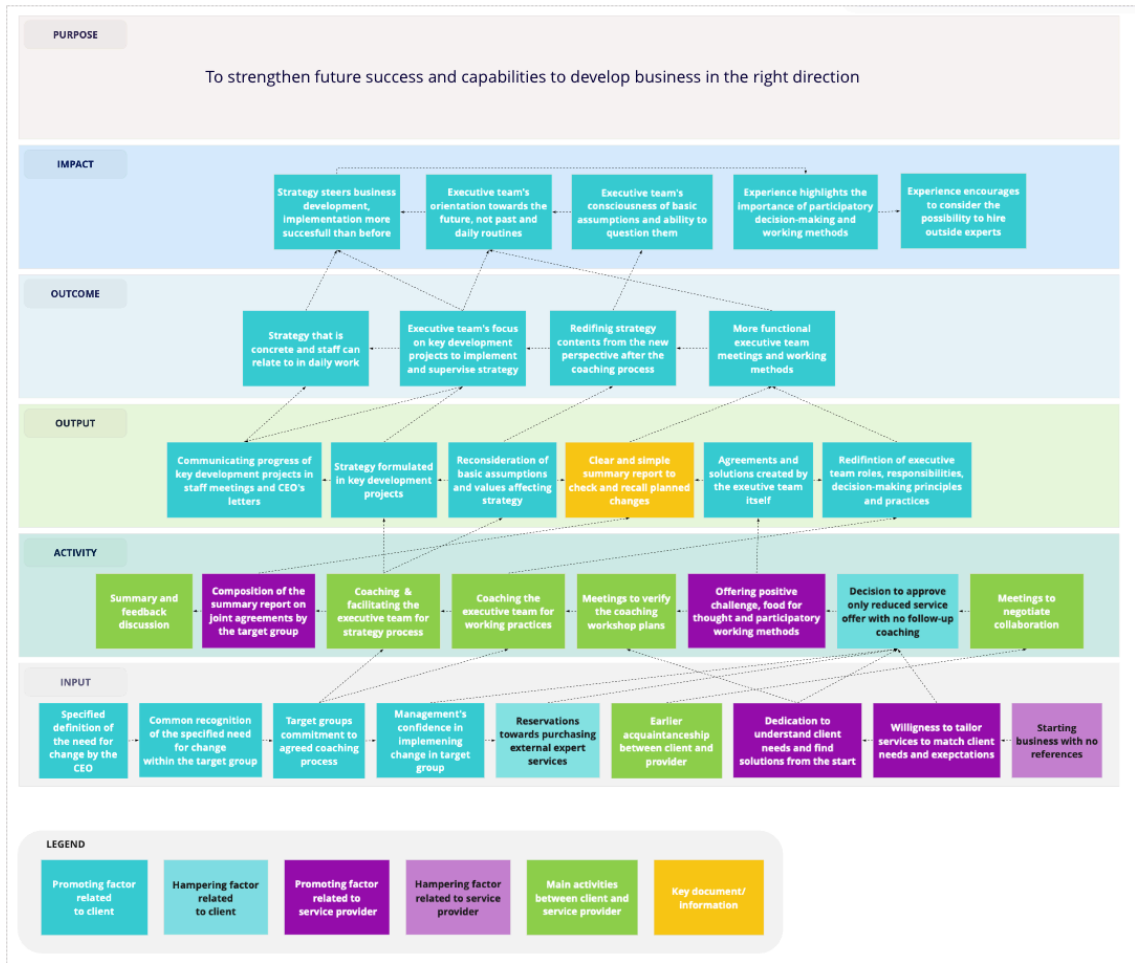 PURPOSE
To strengthen future success and capabilities to develop business in the right direction
IMPACT
Strategy steers business
development,
implementation more
succesfull than before
Executive team's
orientation towards the
future, not past and
daily routines
Executive team's
consciousness of basic
assumptions and ability to
question them
Experience highlights the
importance of participatory
decision-making and
working methods
Experience encourages
to consider the
possibility to hire
outside experts
OUTCOME
Strategy that is
concrete and staff can
relate to in daily work
Executive team's focus
on key development
projects to implement
and supervise strategy
Redifinig strategy
contents from the new
perspective after the
coaching process
More functional
executive team
meetings and working
methods
OUTPUT
Communicating progress of
key development projects in
staff meetings and CEO's
letters
Strategy formulated
in key development
projects
Reconsideration of
basic assumptions
and values affecting
strategy
Clear and simple
summary report to
check and recall planned
changes
Agreements and
solutions created by
the exeutive team
itself
Redifintion of executive
team roles, responsibilities,
decision-making principles
and practices
ACTIVITY
Summary and
feedback
discussion
Composition of the
summary report on
joint agreements by
the target group
Coaching &
facilitating the
executive team for
strategy process
Coaching the
executive team for
working practices
Meetings to verify
the coaching
workshop plans
Offering positive
challenge, food for
thought and participatory
working methods
Decision to approve
only reduced service
offer with no follow-up
coaching
Meetings to
negotiate
collaboration
INPUT
Specified
definition of
the need for
change by the
CEO
Common recognition
of the specified need
for change
within the target group
Target groups
commitment to
agreed coaching
process
Management's
confidence in
implemening
change in target
group
Reservations
towards purchasing
external expert
services
Earlier
acquaintanceship
between client and
provider
Dedication to
understand client
needs and find
solutions from the start
Willigness to tailor
services to match client
needs and exepctations
Starting
business with no
references
LEGEND
Promoting factor
related
to client
Hampering factor
related
to client
Promoting factor
related to
service provider
Hampering factor
related to service
provider
Main activities
between client and
service provider
Key document/
information